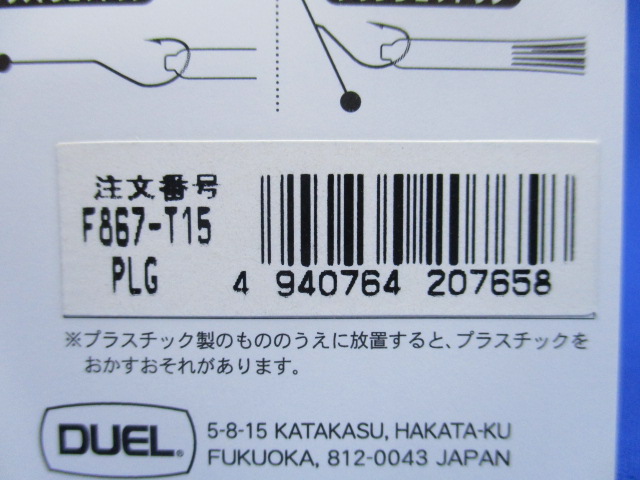 注文番号
F867-T15
PLG
4 940764 207658
※プラスチック製のもののうえに放置すると、プラスチックを
おかすおそれがあります。
DUEL®
5-8-15 KATAKASU, HAKATA-KU
FUKUOKA, 812-0043 JAPAN